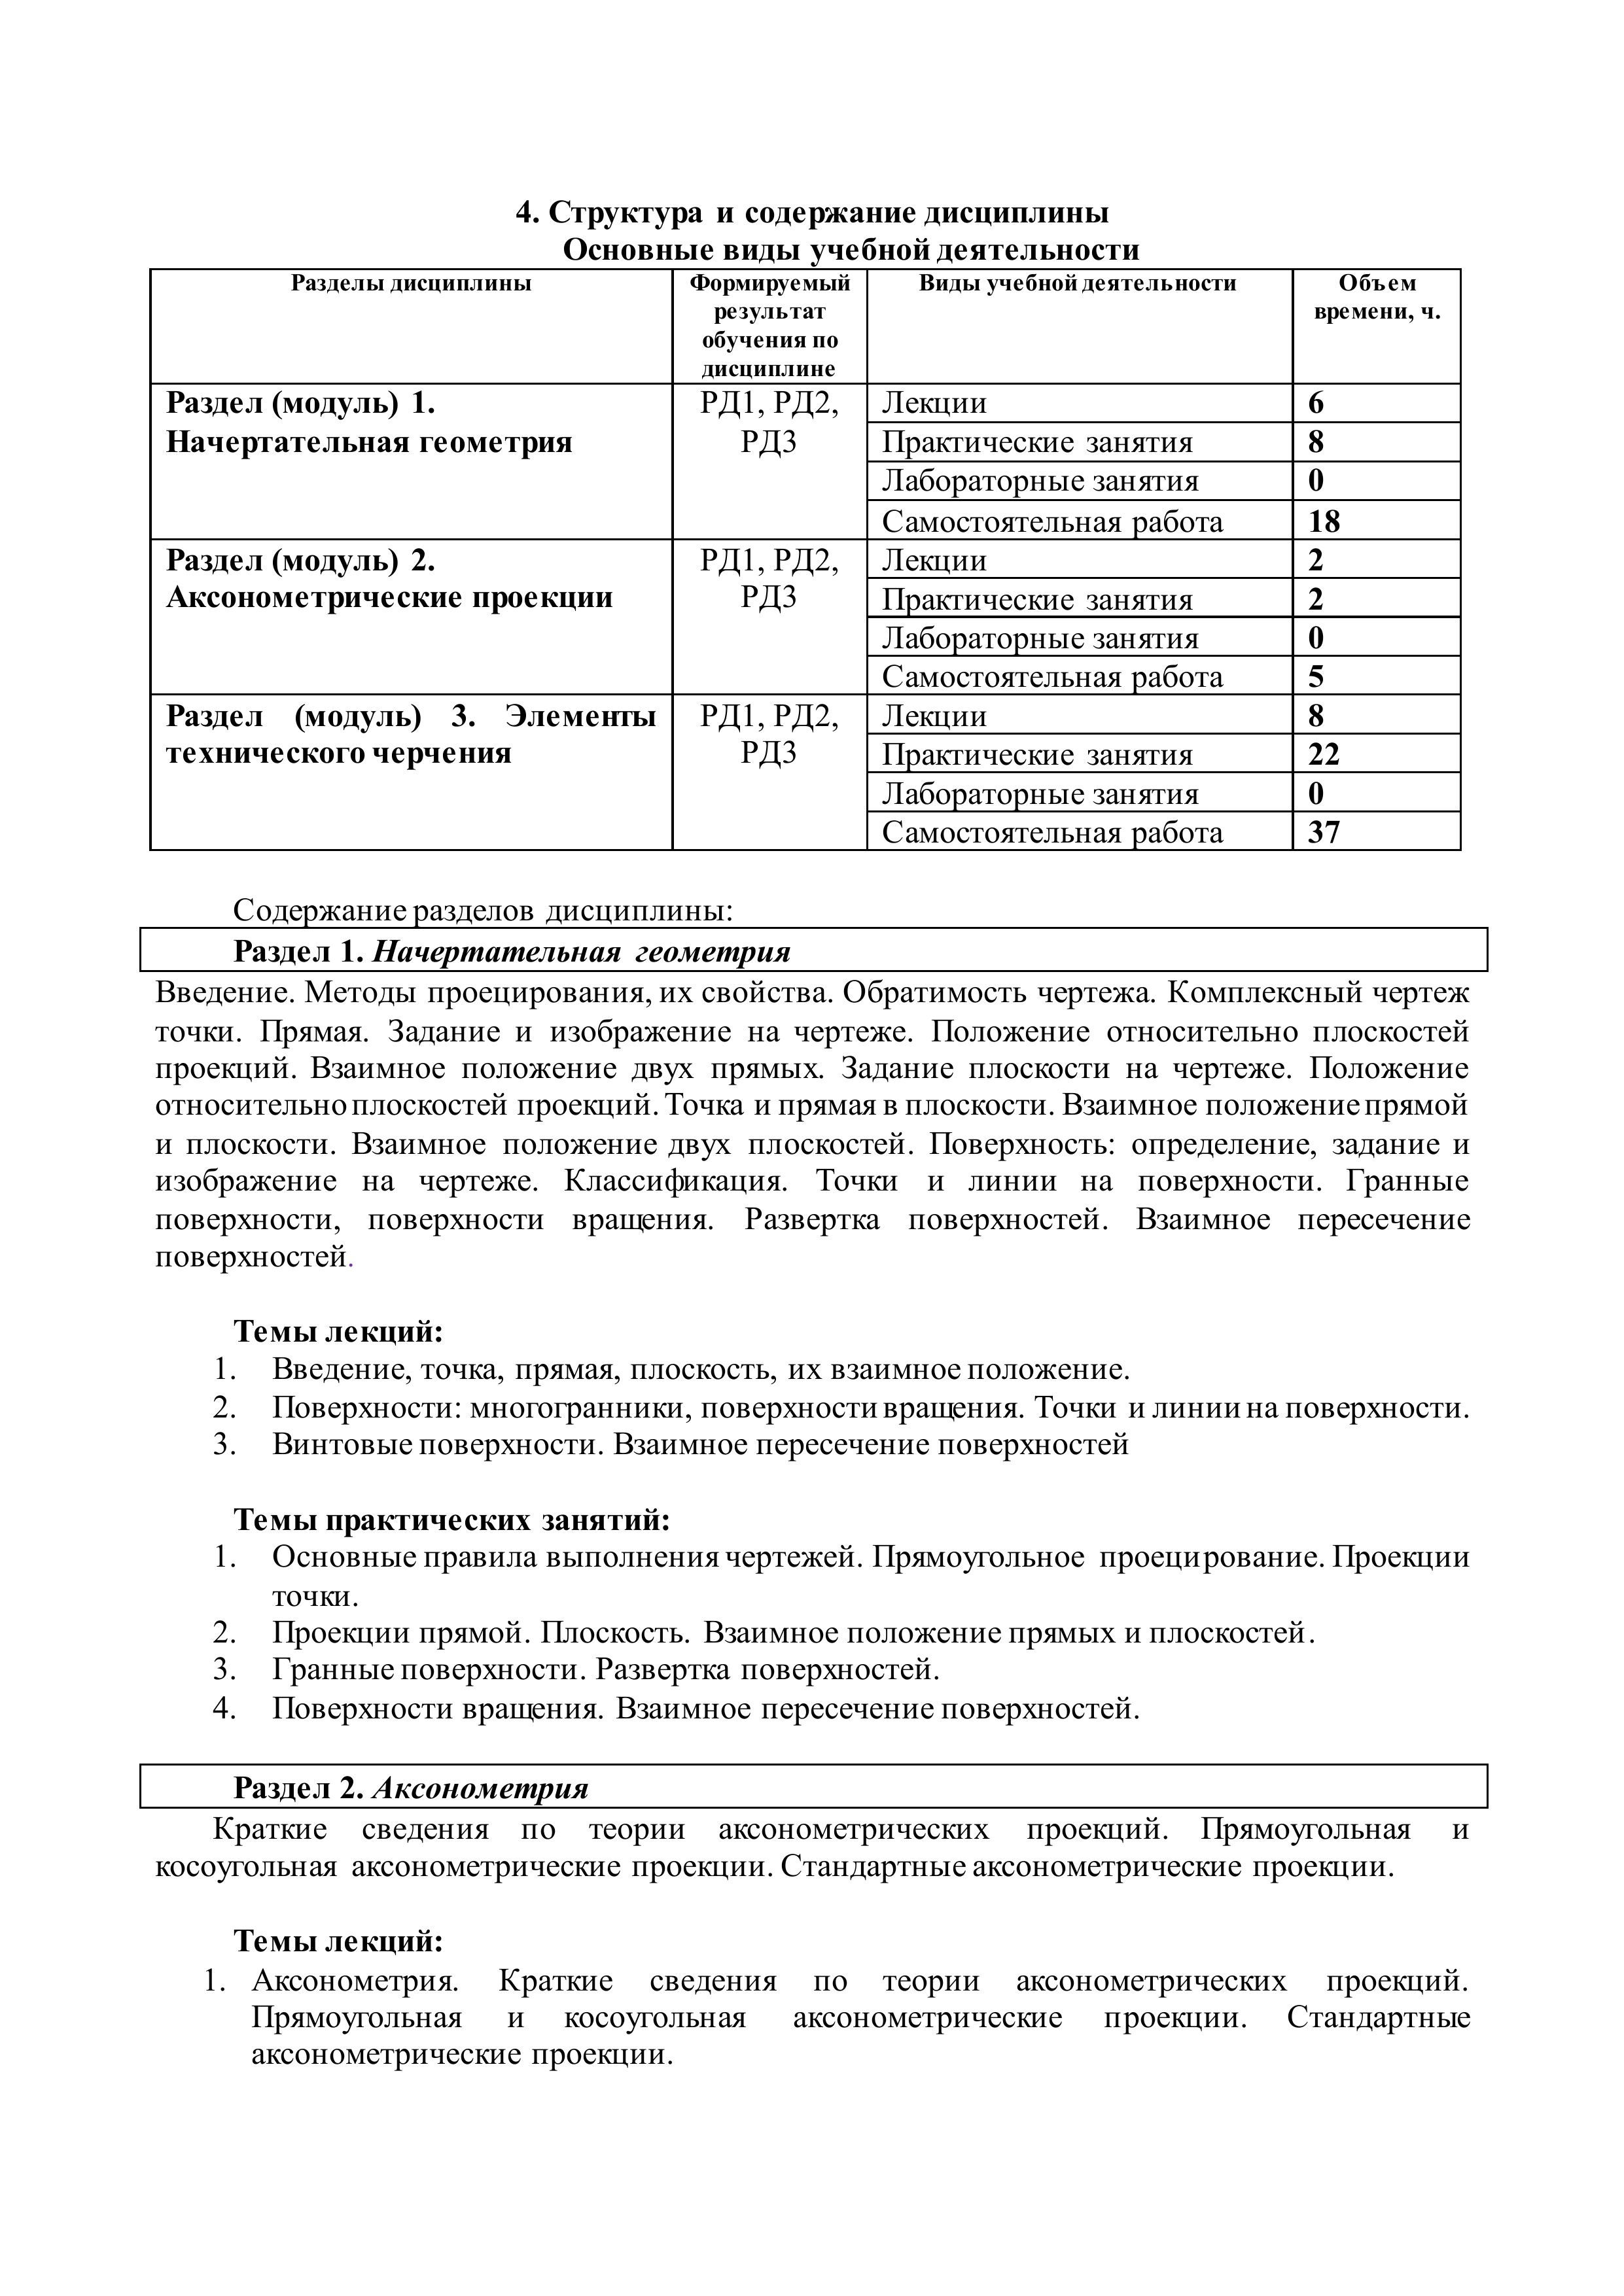 4. Структура и содержание дисциплины
Основные виды учебной деятельности
Разделы дисциплины
Формируемый
результат
обучения по
дисциплине
Виды учебной деятельности
Объем
времени, ч.
Раздел (модуль) 1.
Начертательная геометрия
РД1, РД2,
РД3
Лекции
6
Практические занятия
8
Лабораторные занятия
0
Самостоятельная работа
18
Раздел (модуль) 2.
Аксонометрические проекции
РД1, РД2,
РД3
Лекции
2
Практические занятия
2
Лабораторные занятия
0
Самостоятельная работа
5
Раздел (модуль) 3. Элементы
технического черчения
РД1, РД2,
РД3
Лекции
8
Практические занятия
22
Лабораторные занятия
0
Самостоятельная работа
37
Содержание разделов дисциплины:
Раздел 1. Начертательная геометрия
Введение. Методы проецирования, их свойства. Обратимость чертежа. Комплексный чертеж
точки. Прямая. Задание и изображение на чертеже. Положение относительно плоскостей
проекций. Взаимное положение двух прямых. Задание плоскости на чертеже. Положение
относительно плоскостей проекций. Точка и прямая в плоскости. Взаимное положение прямой
и плоскости. Взаимное положение двух плоскостей. Поверхность: определение, задание и
изображение на чертеже. Классификация. Точки и линии на поверхности. Гранные
поверхности, поверхности вращения. Развертка поверхностей. Взаимное пересечение
поверхностей.
Темы лекций:
1. Введение, точка, прямая, плоскость, их взаимное положение.
2. Поверхности: многогранники, поверхности вращения. Точки и линии на поверхности.
3. Винтовые поверхности. Взаимное пересечение поверхностей
Темы практических занятий:
1. Основные правила выполнения чертежей. Прямоугольное проецирование. Проекции
точки.
2. Проекции прямой. Плоскость. Взаимное положение прямых и плоскостей.
3. Гранные поверхности. Развертка поверхностей.
4. Поверхности вращения. Взаимное пересечение поверхностей.
Раздел 2. Аксонометрия
Краткие сведения по теории аксонометрических проекций. Прямоугольная и
косоугольная аксонометрические проекции. Стандартные аксонометрические проекции.
Темы лекций:
1. Аксонометрия. Краткие сведения по теории аксонометрических проекций.
Прямоугольная и косоугольная аксонометрические проекции. Стандартные
аксонометрические проекции.